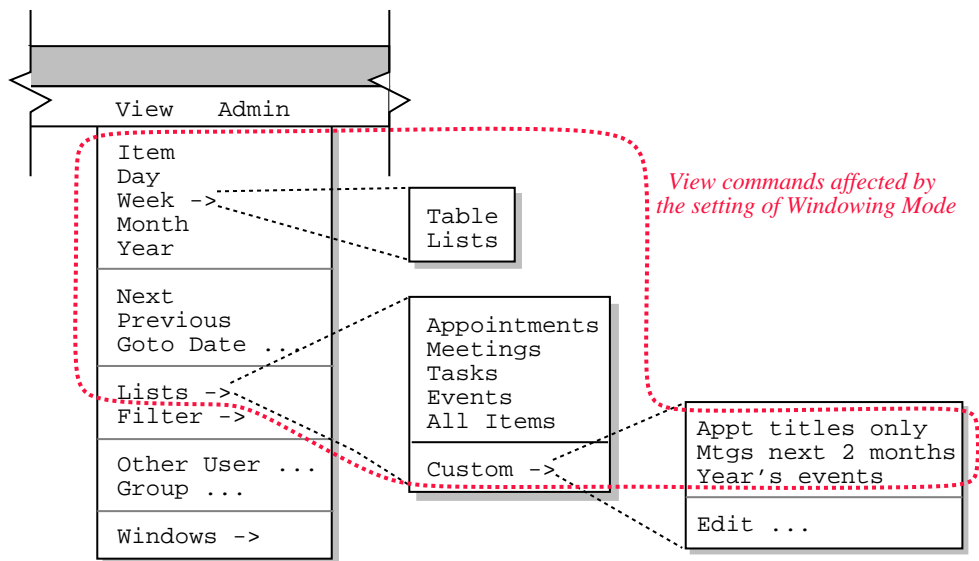 View Admin
Item
Day
Week ->
Month
Year
Next
Previous
Goto Date ...
Lists ->
Filter ->
Other User ...
Group ...
Windows ->
Table
Lists
Appointments
Meetings
Tasks
Events
All Items
Custom ->
Appt titles only
Mtgs next 2 months
Year's events
Edit ...
View commands affected by
the setting of Windowing Mode